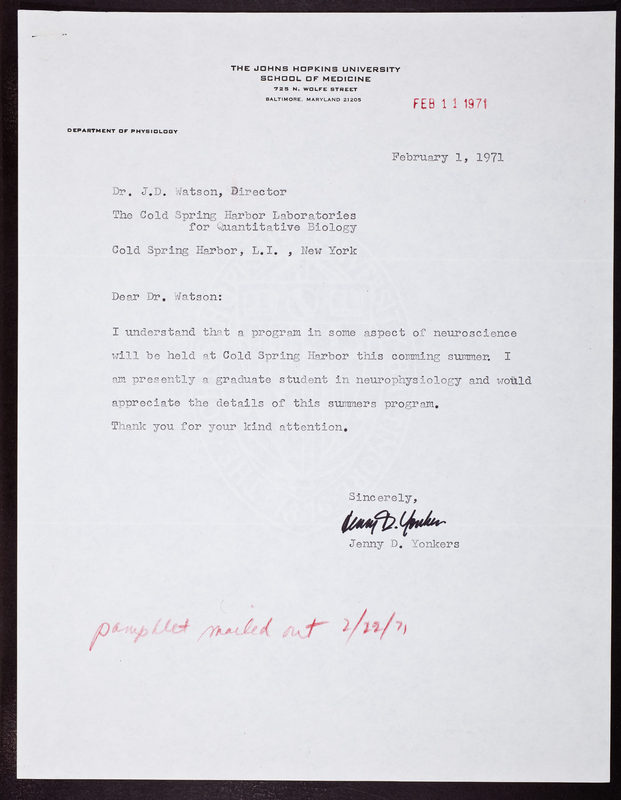 THE JOHNS HOPKINS UNIVERSITY
SCHOOL OF MEDICINE
725 N. WOLFE STREET
BALTIMORE, MARYLAND 21205
FEB 11 1971
DEPARTMENT OF PHYSIOLOGY
February 1, 1971
Dr. J.D. Watson, Director
The Cold Spring Harbor Laboratories
for Quantitative Biology
Cold Spring Harbor, L.I. , New York
Dear Dr. Watson:
I understand that a program in some aspect of neuroscience
will be held at Cold Spring Harbor this comming summer. I
am presently a graduate student in neurophysiology and would
appreciate the details of this summers program.
Thank you for your kind attention.
Sincerely,
Jenny D. Yonkers
Jenny D. Yonkers
pamphlet mailed out 2/22/71